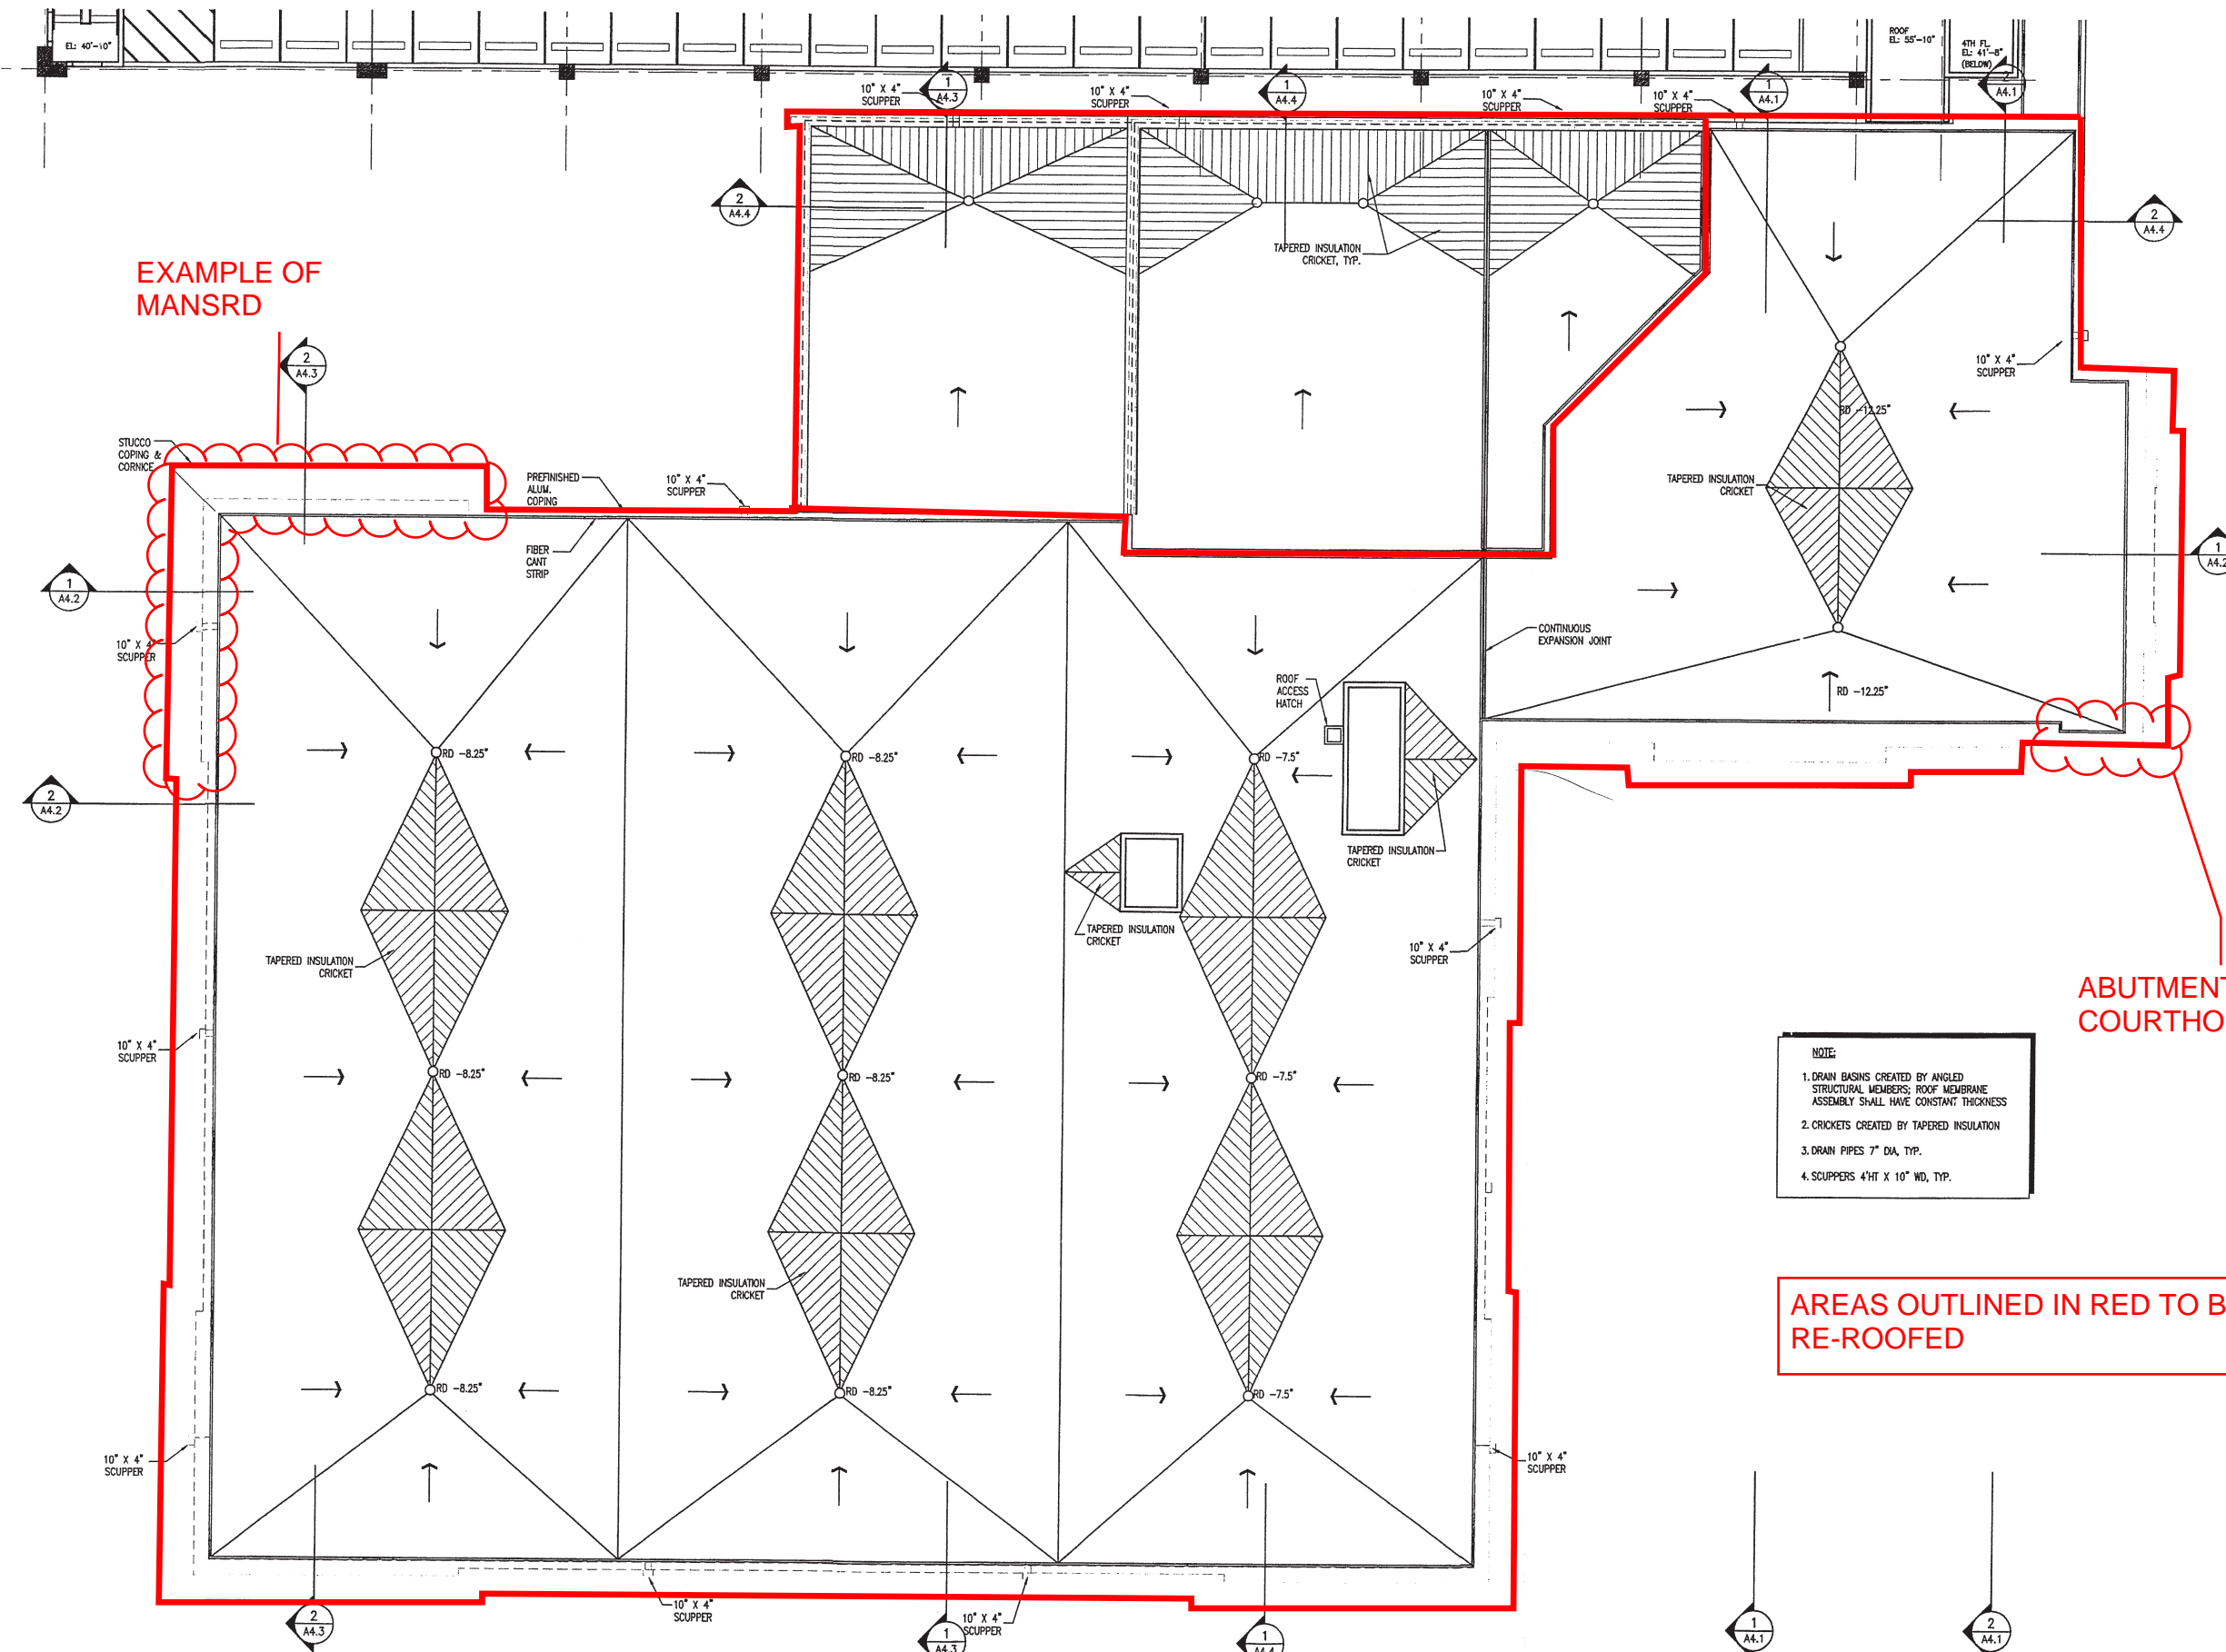 EL: 40'-10"
ROOF
EL: 55'-10"
4TH FL.
EL: 41'-8"
(BELOW)
10" X 4"
SCUPPER
1
A4.3
10" X 4"
SCUPPER
1
A4.4
10" X 4"
SCUPPER
10" X 4"
SCUPPER
1
A4.1
2
A4.1
2
A4.4
2
A4.4
TAPERED INSULATION
CRICKET, TYP.
EXAMPLE OF
MANSRD
2
A4.3
10" X 4"
SCUPPER
RD -12.25"
STUCCO
COPING &
CORNICE
PREFINISHED
ALUM.
COPING
10" X 4"
SCUPPER
TAPERED INSULATION
CRICKET
FIBER
CANT
STRIP
1
A4.2
1
A4.2
10" X 4"
SCUPPER
CONTINUOUS
EXPANSION JOINT
ROOF
ACCESS
HATCH
RD -12.25"
RD -8.25"
RD -8.25"
RD -7.5"
2
A4.2
TAPERED INSULATION
CRICKET
TAPERED INSULATION
CRICKET
TAPERED INSULATION
CRICKET
10" X 4"
SCUPPER
ABUTMENT
COURTHO
10" X 4"
SCUPPER
RD -8.25"
RD -8.25"
RD -7.5"
NOTE:
1. DRAIN BASINS CREATED BY ANGLED
STRUCTURAL MEMBERS; ROOF MEMBRANE
ASSEMBLY SHALL HAVE CONSTANT THICKNESS
2. CRICKETS CREATED BY TAPERED INSULATION
3. DRAIN PIPES 7" DIA, TYP.
4. SCUPPERS 4'HT X 10" WD, TYP.
TAPERED INSULATION
CRICKET
AREAS OUTLINED IN RED TO B
RE-ROOFED
RD -8.25"
RD -8.25"
RD -7.5"
10" X 4"
SCUPPER
10" X 4"
SCUPPER
10" X 4"
SCUPPER
10" X 4"
SCUPPER
2
A4.3
1
A4.3
1
A4.4
1
A4.1
2
A4.1